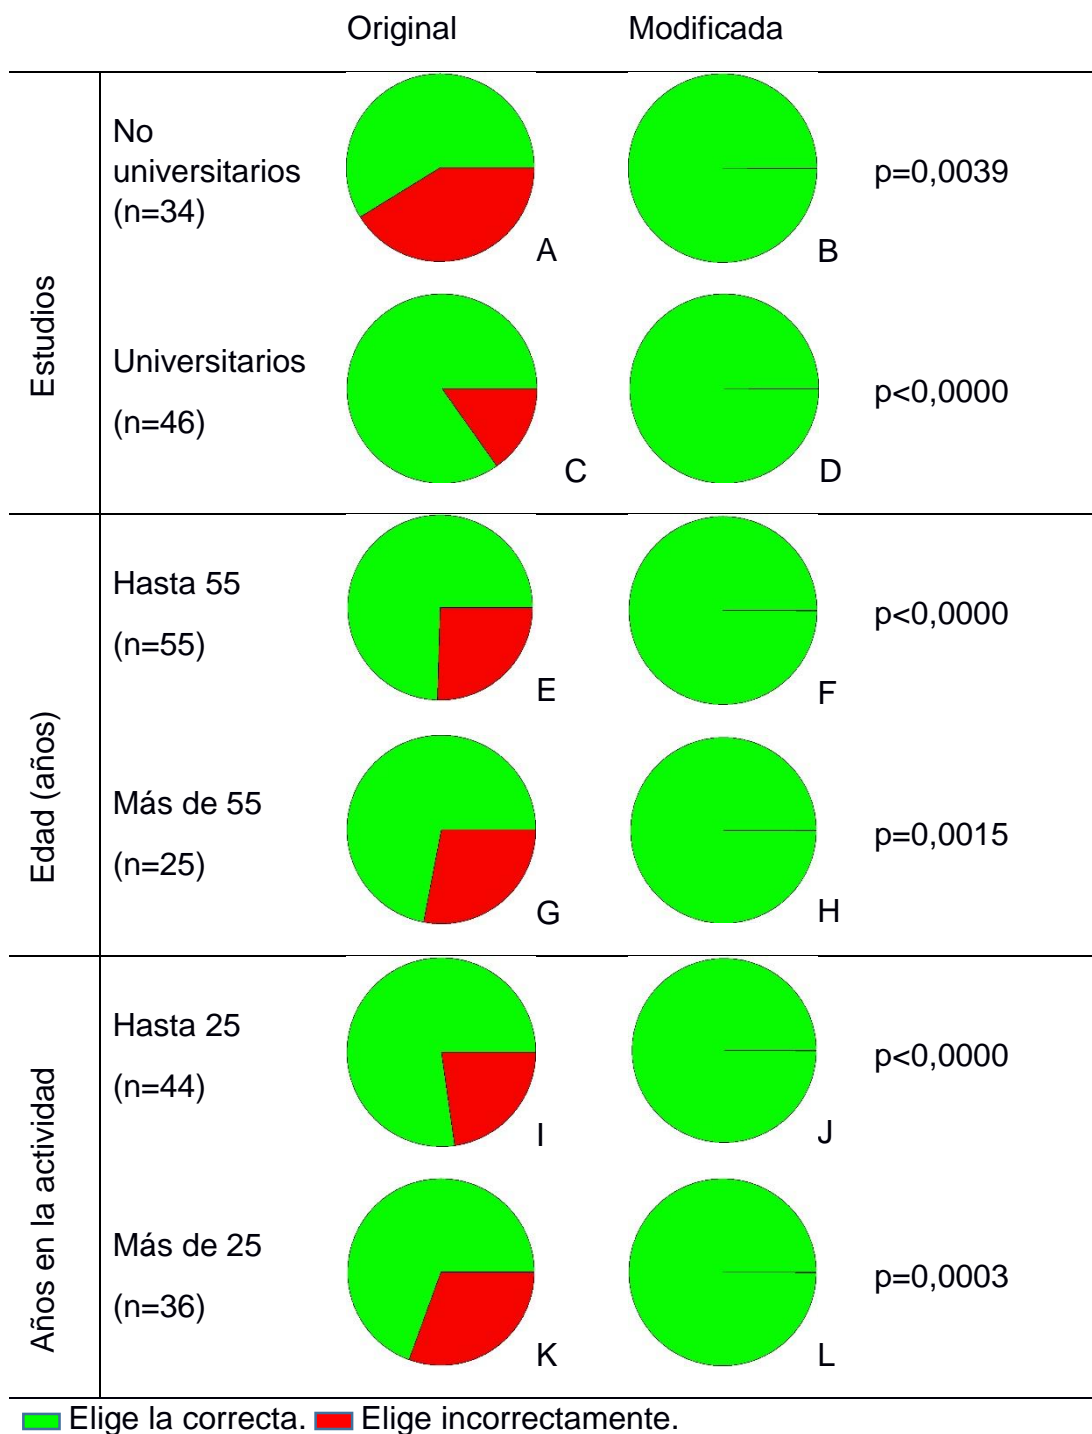 Original Modificada
Estudios
No
universitarios
(n=34)
A
B
p=0,0039
Universitarios
(n=46)
C
D
p<0,0000
Edad (años)
Hasta 55
(n=55)
E
F
p<0,0000
Más de 55
(n=25)
G
H
p=0,0015
Años en la actividad
Hasta 25
(n=44)
I
J
p<0,0000
Más de 25
(n=36)
K
L
p=0,0003
Elige la correcta. Elige incorrectamente.